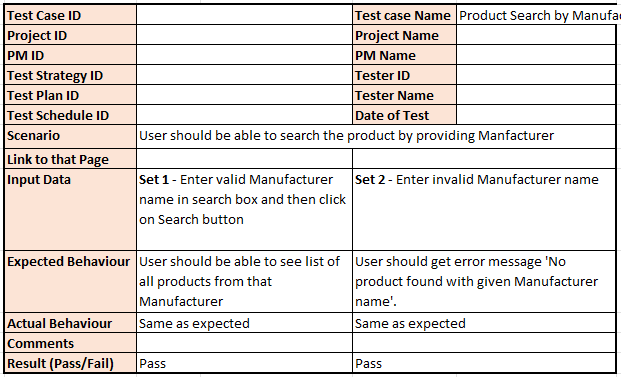 Test Case ID Test case Name Product Search by Manufa
Project ID Project Name
PM ID PM Name
Test Strategy ID Tester ID
Test Plan ID Tester Name
Test Schedule ID Date of Test
Scenario User should be able to search the product by providing Manfacturer
Link to that Page
Input Data Set 1 - Enter valid Manufacturer Set 2 - Enter invalid Manufacturer name
name in search box and then click
on Search button
Expected Behaviour User should be able to see list of User should get error message 'No
all products from that product found with given Manufacturer
Manufacturer name'.
Actual Behaviour Same as expected Same as expected
Comments
Result (Pass/Fail) Pass Pass